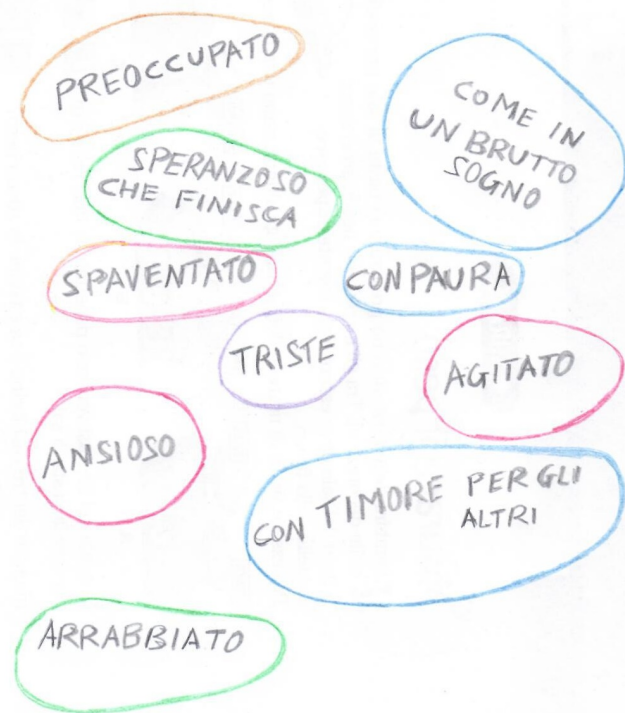 PREOCCUPATO
COME IN
UN BRUTTO
SOGNO
SPERANZOSO
CHE FINISCA
SPAVENTATO
CON PAURA
TRISTE
AGITATO
ANSIOSO
CON TIMORE PER GLI
ALTRI
ARRABBIATO